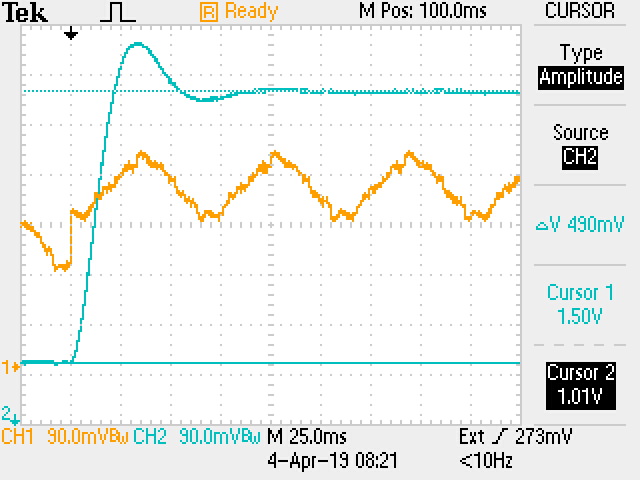 Tek R Ready M Pos: 100.0ms CURSOR
Type
Amplitude
Source
CH2
△V 490mV
Cursor 1
1.50V
Cursor 2
1.01V
1
2
CH1 90.0mVBw CH2 90.0mVBw M 25.0ms Ext 273mV
4-Apr-19 08:21 <10Hz